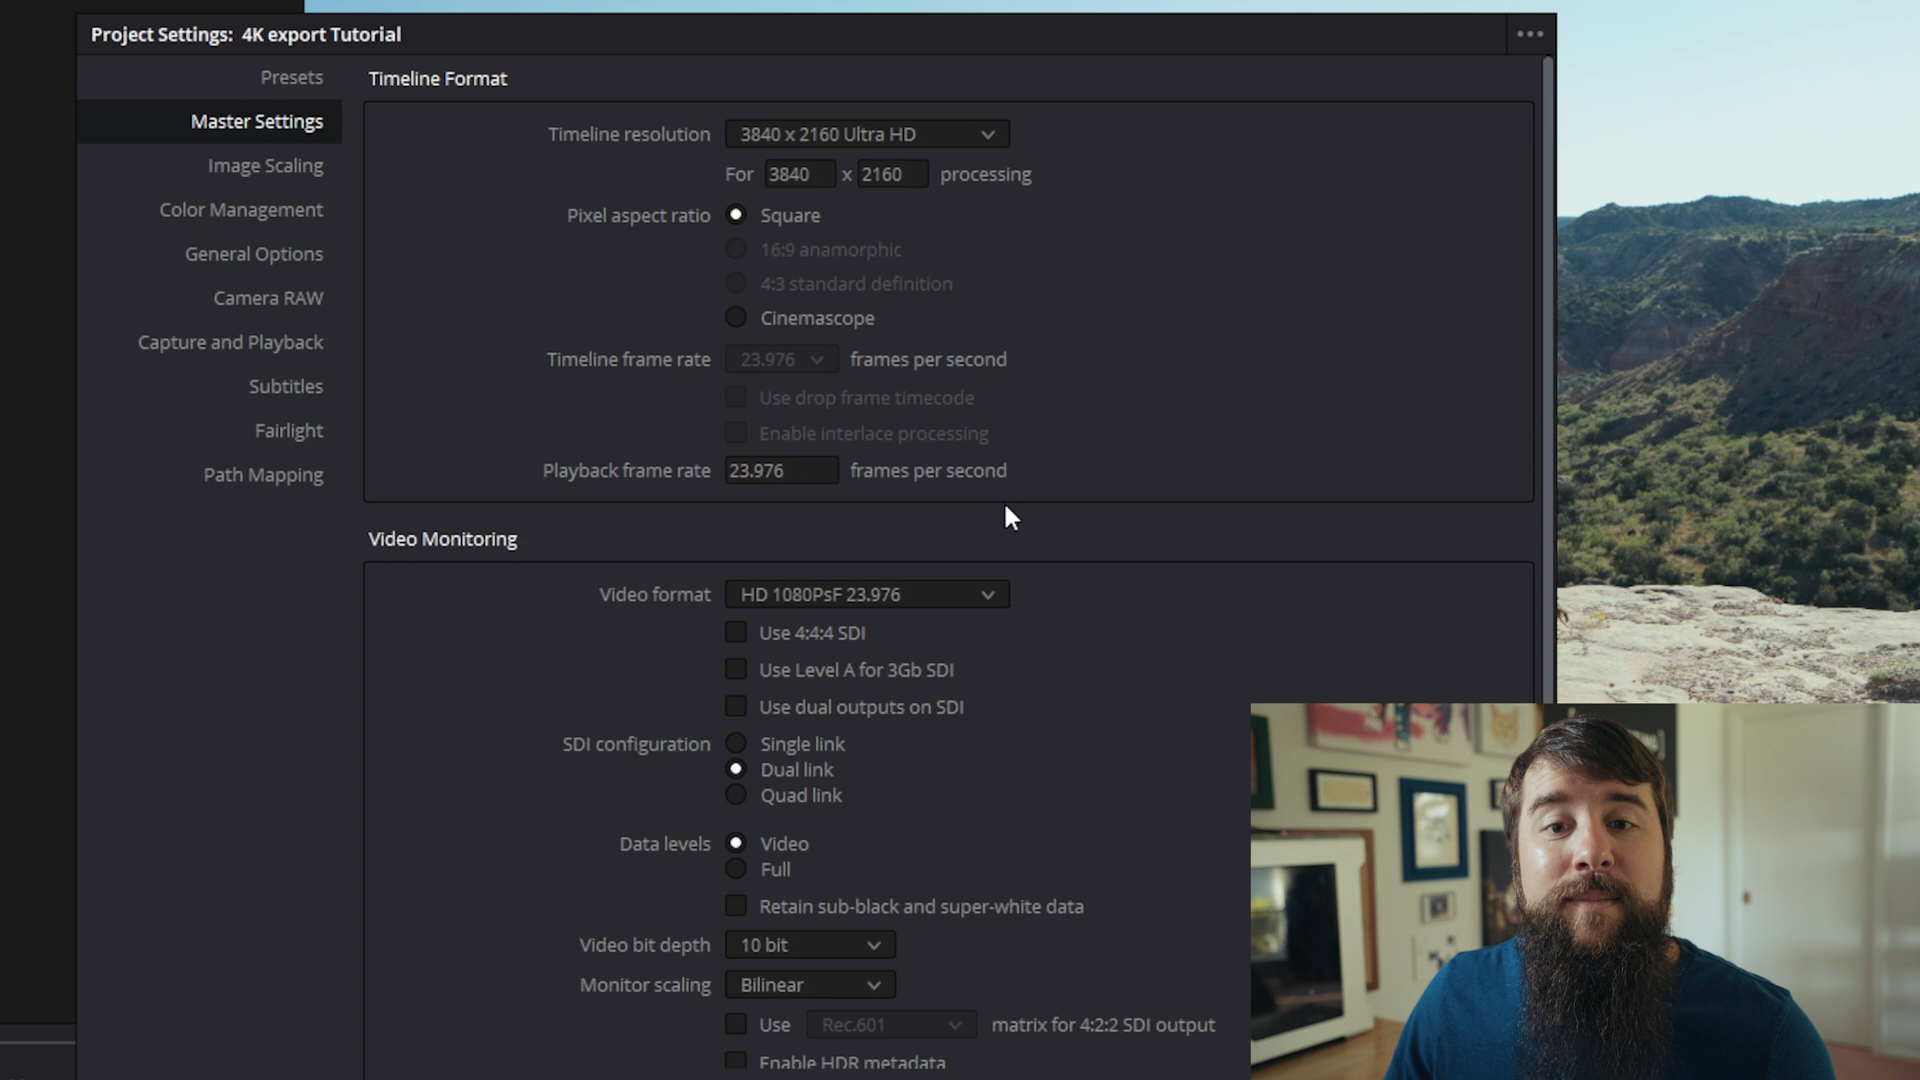 Project Settings: 4K export Tutorial
Presets
Master Settings
Image Scaling
Color Management
General Options
Camera RAW
Capture and Playback
Subtitles
Fairlight
Path Mapping
Timeline Format
Timeline resolution 3840 x 2160 Ultra HD
For 3840 x 2160 processing
Pixel aspect ratio Square
16:9 anamorphic
4:3 standard definition
Cinemascope
Timeline frame rate 23.976 frames per second
Use drop frame timecode
Enable interlace processing
Playback frame rate 23.976 frames per second
Video Monitoring
Video format HD 1080PsF 23.976
Use 4:4:4 SDI
Use Level A for 3Gb SDI
Use dual outputs on SDI
SDI configuration Single link
Dual link
Quad link
Data levels Video
Full
Retain sub-black and super-white data
Video bit depth 10 bit
Monitor scaling Bilinear
Use Rec.601 matrix for 4:2:2 SDI output
Enable HDR metadata